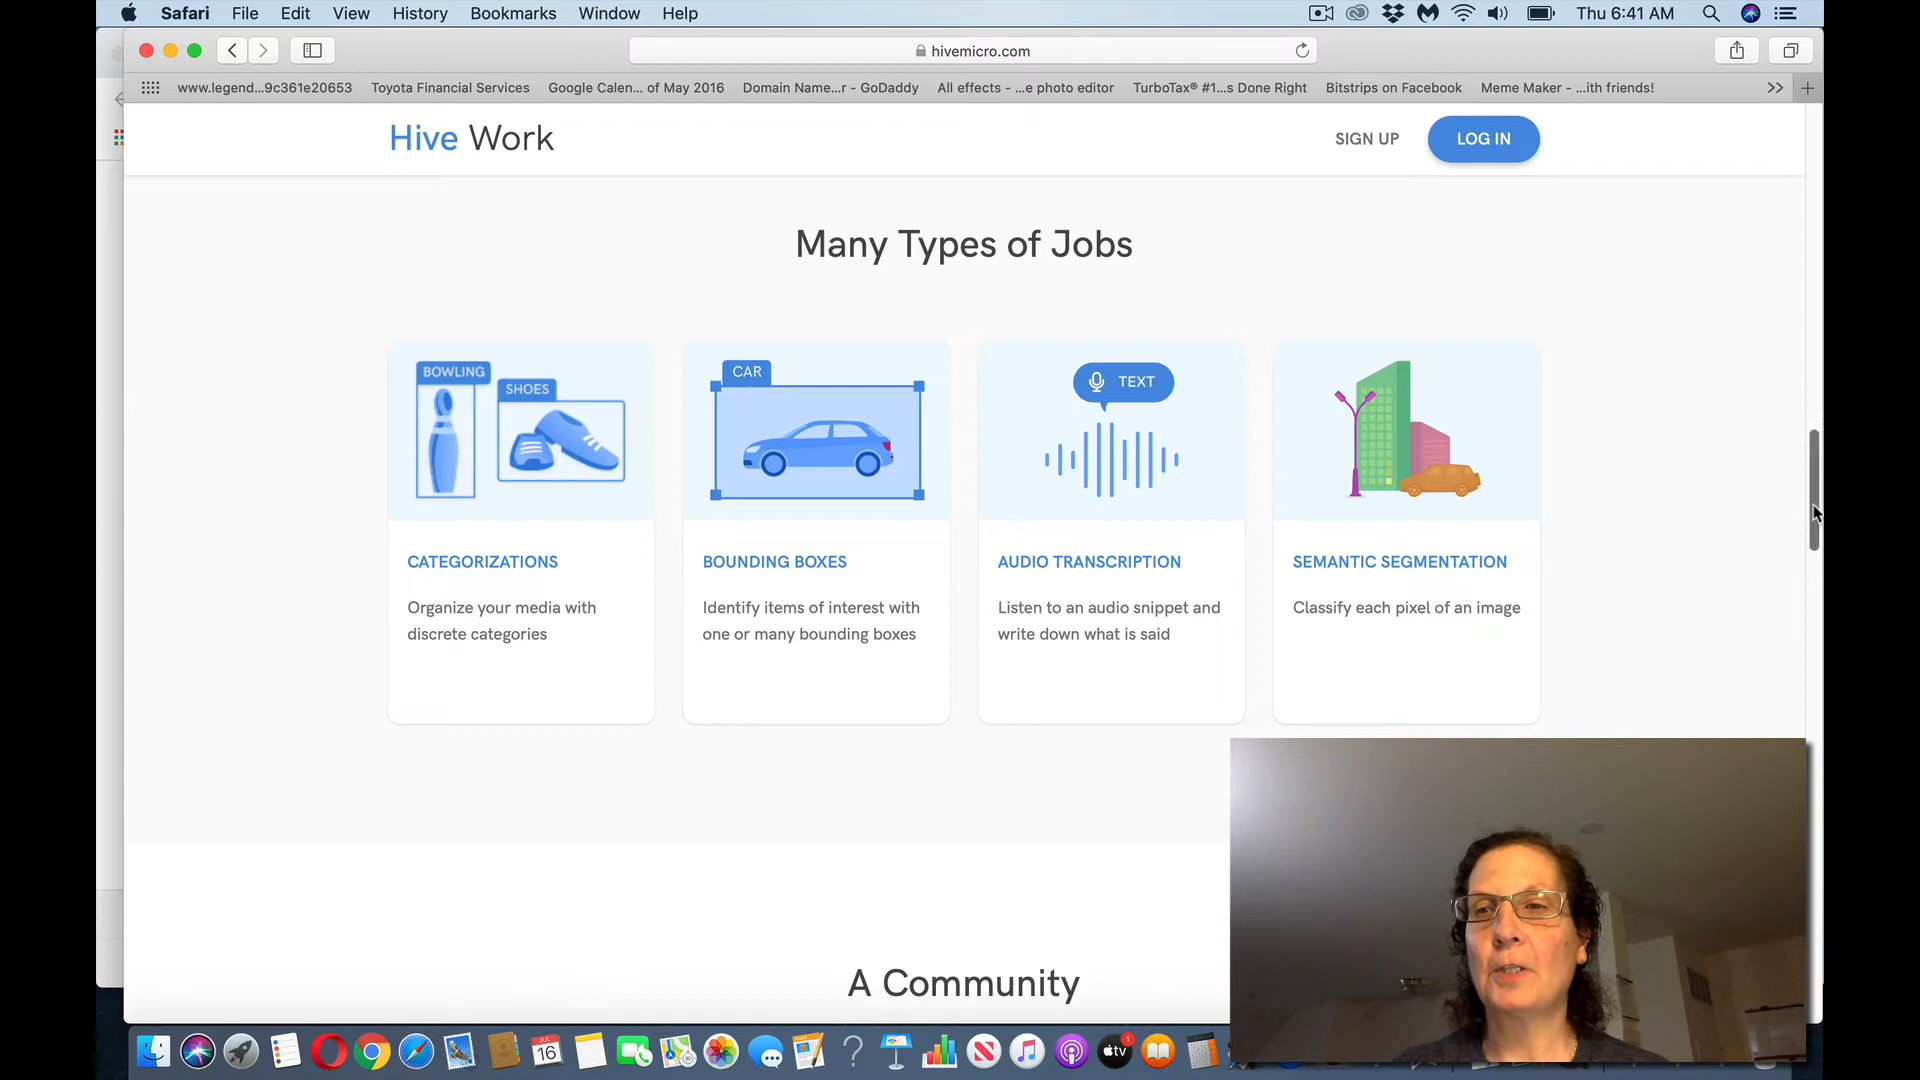 Safari File Edit View History Bookmarks Window Help Thu 6:41 AM
hivemicro.com
www.legend...9c361e20653 Toyota Financial Services Google Calen... of May 2016 Domain Name...r - GoDaddy All effects - ...e photo editor TurboTax® #1...s Done Right Bitstrips on Facebook Meme Maker - ...ith friends!
Hive Work SIGN UP LOG IN
Many Types of Jobs
BOWLING SHOES CAR TEXT
CATEGORIZATIONS BOUNDING BOXES AUDIO TRANSCRIPTION SEMANTIC SEGMENTATION
Organize your media with Identify items of interest with Listen to an audio snippet and Classify each pixel of an image
discrete categories one or many bounding boxes write down what is said
A Community
JUL
16 tv 1